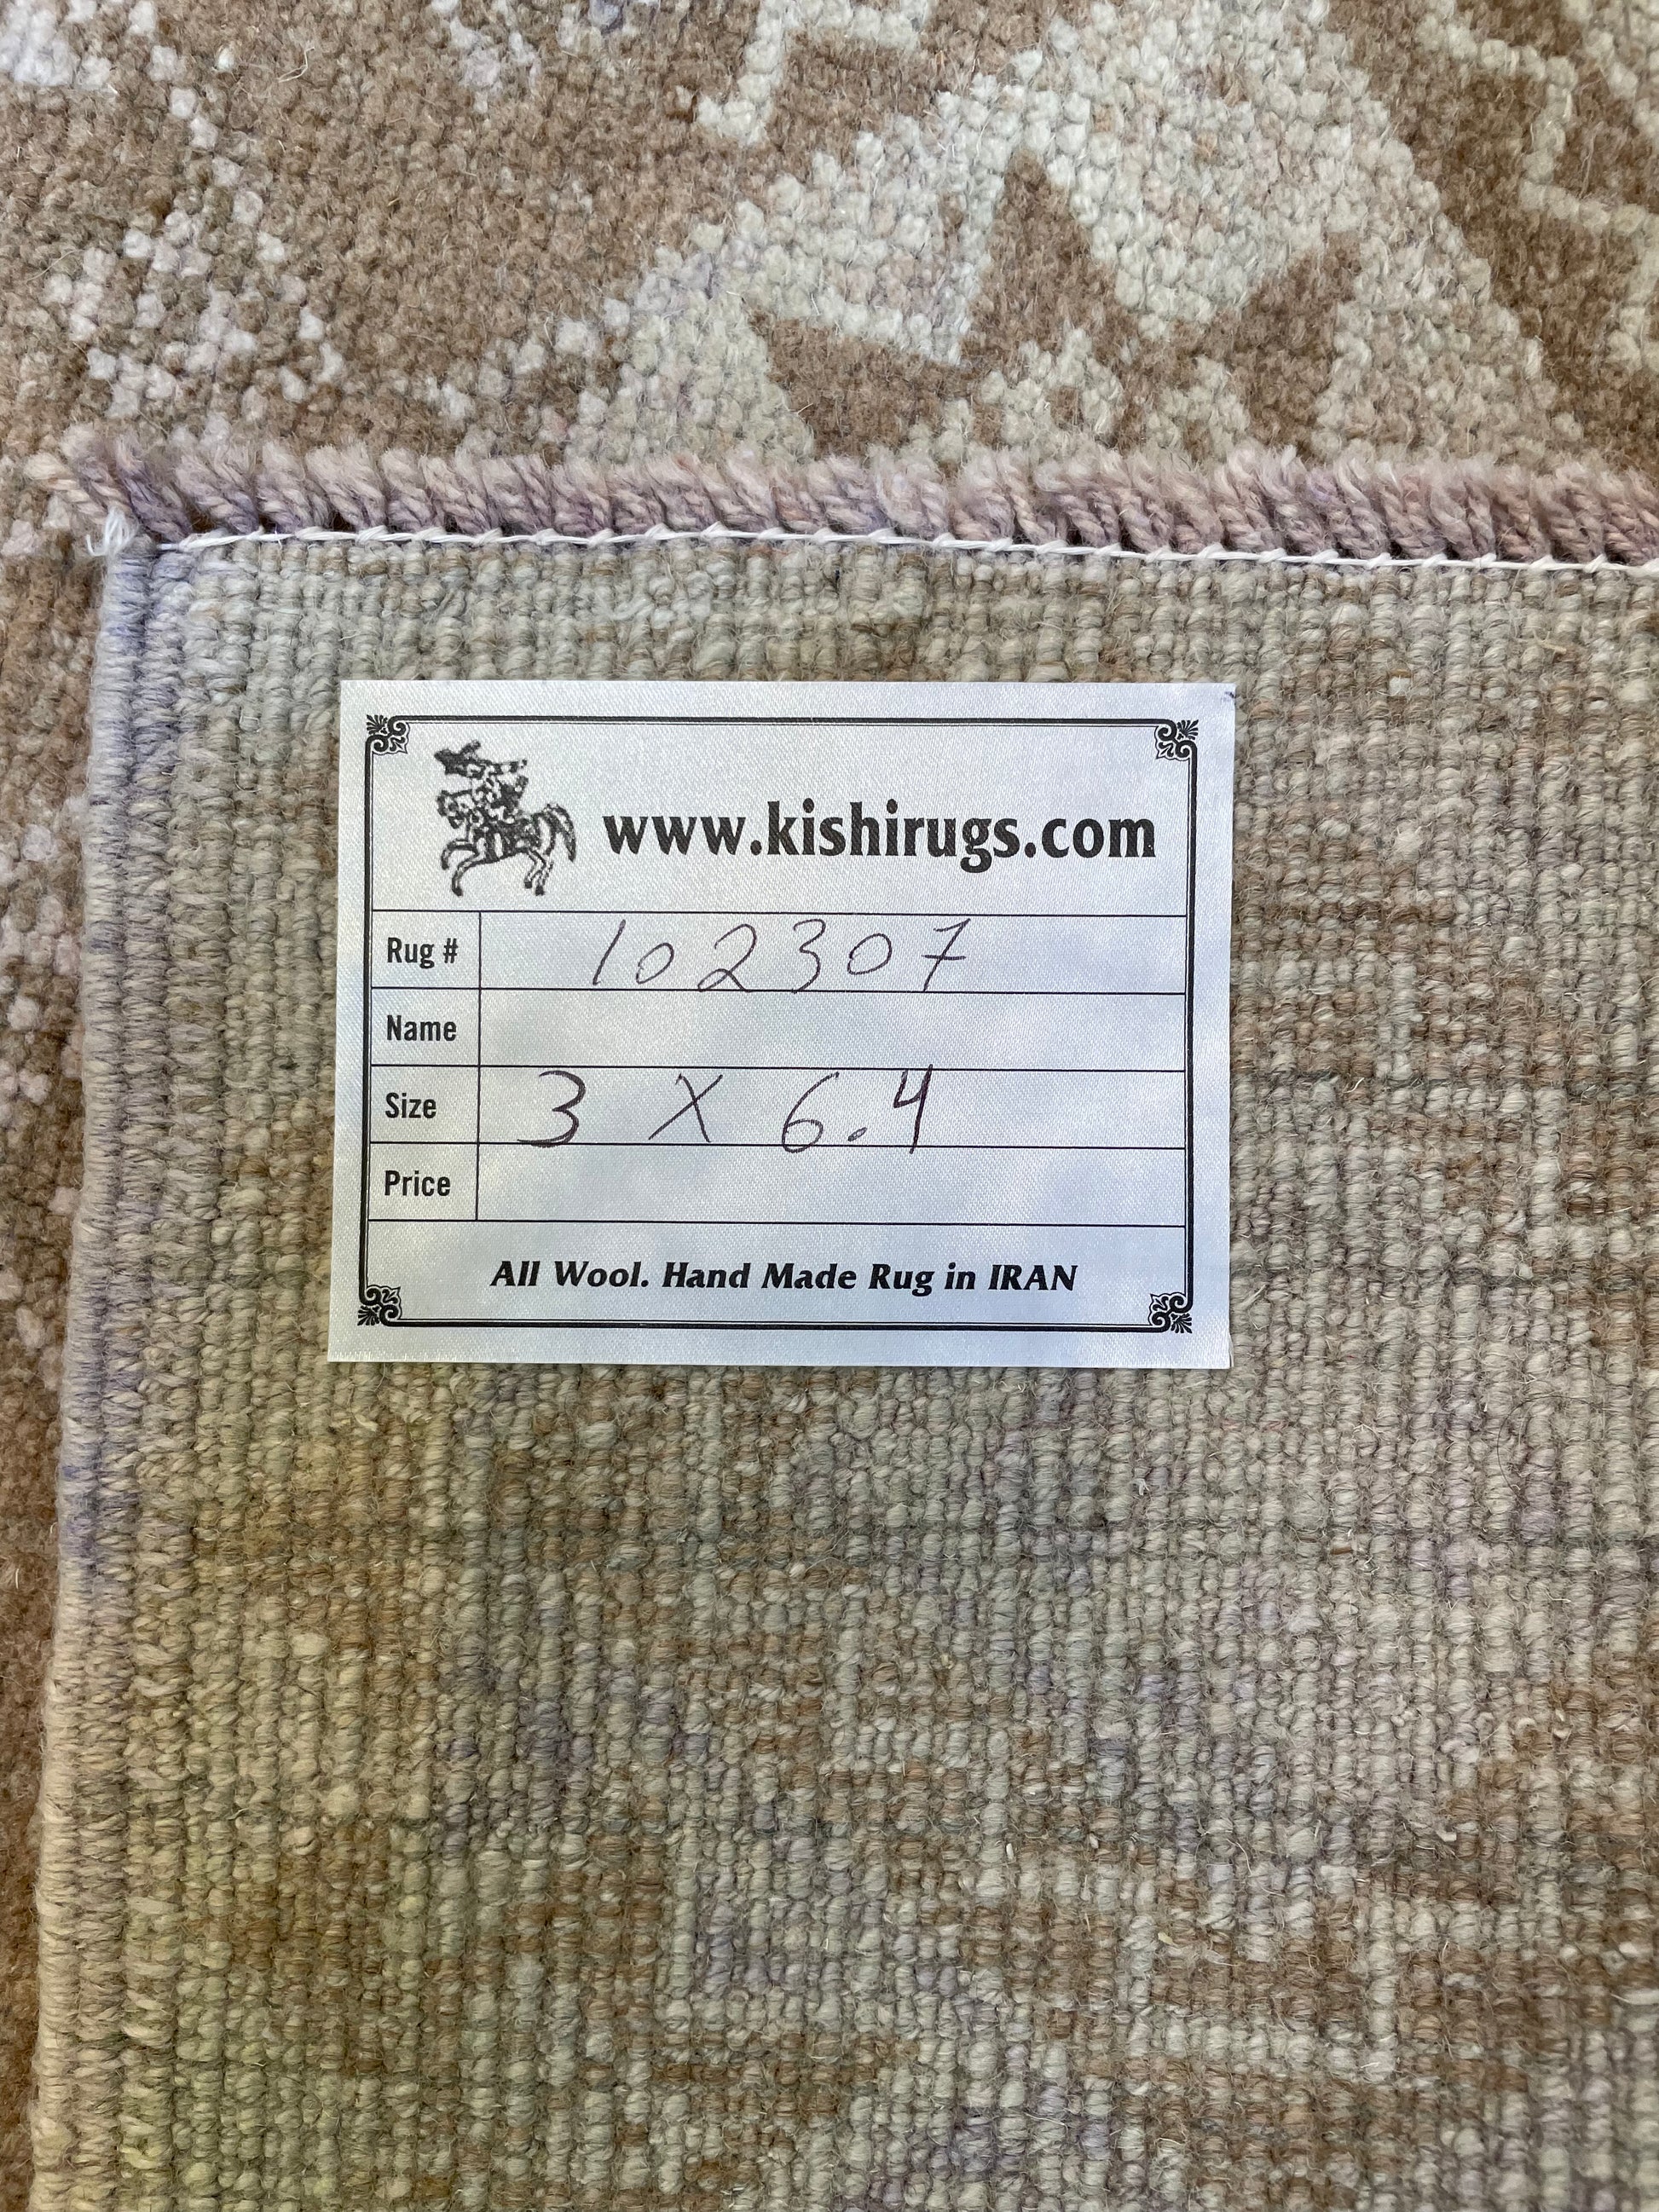 www.kishirugs.com
Rug # 102307
Name
Size 3 X 6.4
Price
All Wool. Hand Made Rug in IRAN